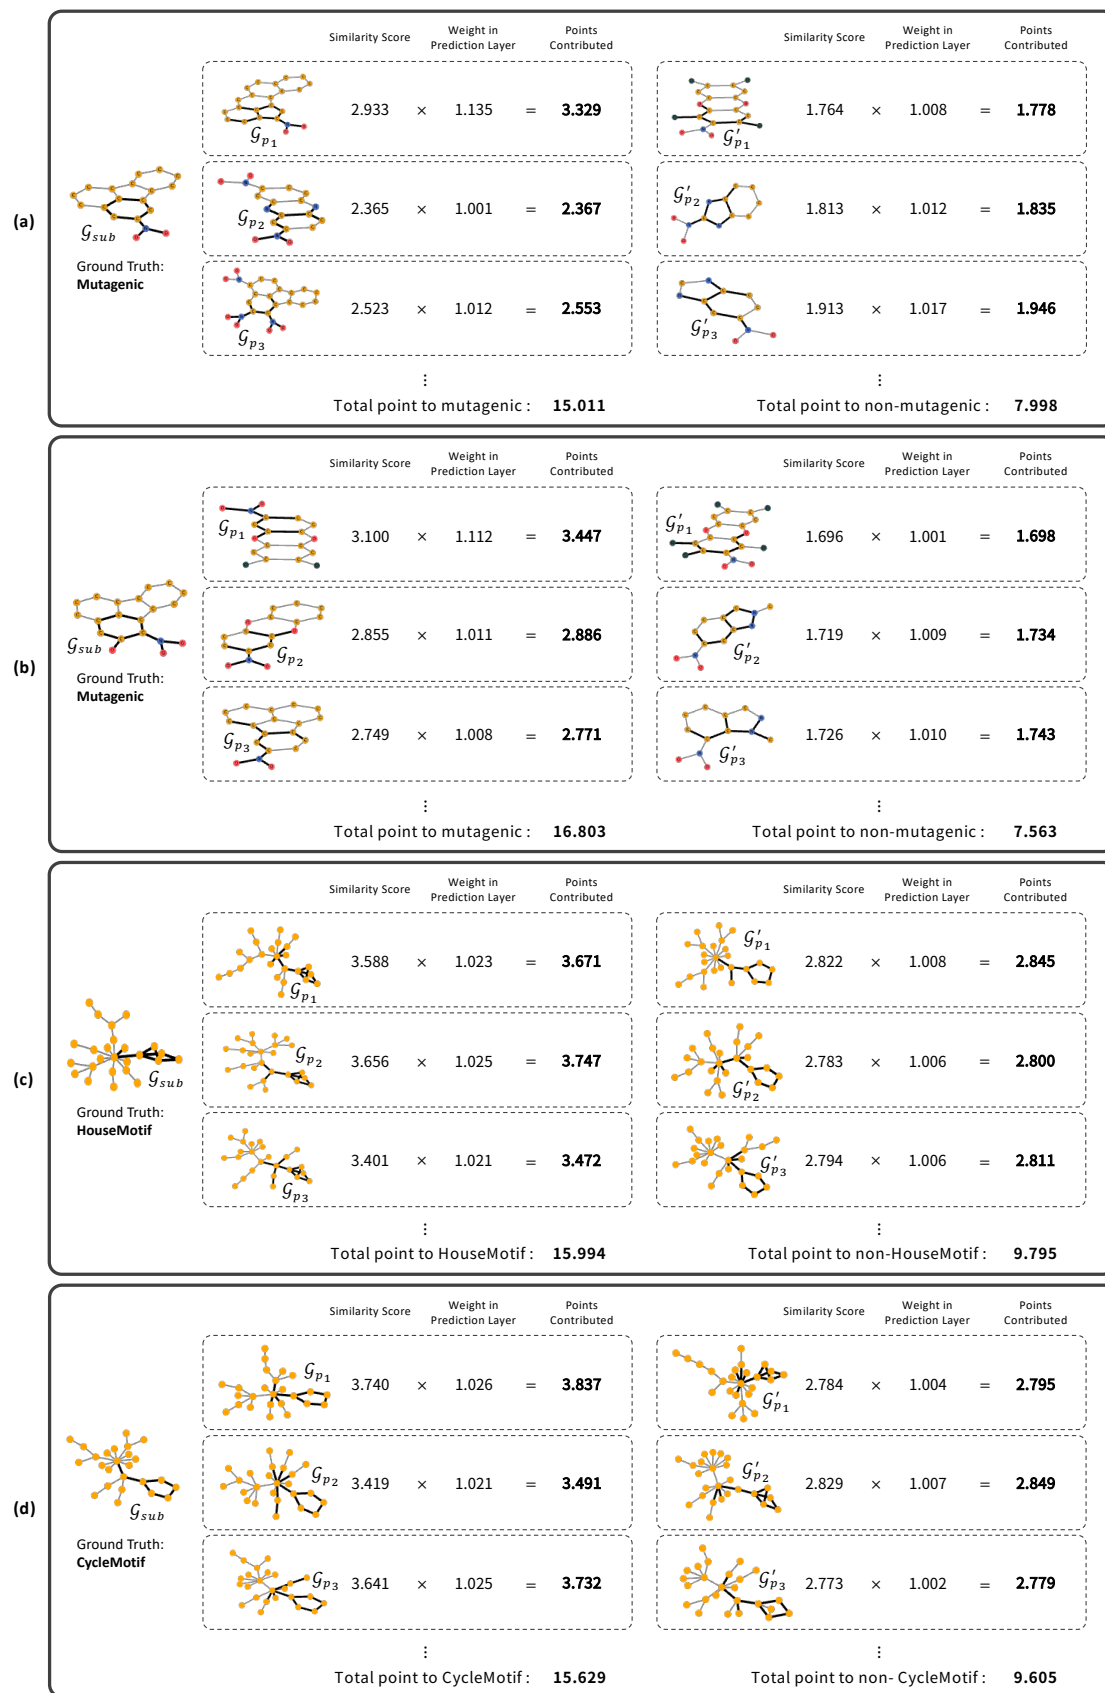 Similarity Score Weight in Prediction Layer Points Contributed Similarity Score Weight in Prediction Layer Points Contributed
𝒢p1 2.933 × 1.135 = 3.329 𝒢′p1 1.764 × 1.008 = 1.778
(a) 𝒢sub Ground Truth: Mutagenic
𝒢p2 2.365 × 1.001 = 2.367 𝒢′p2 1.813 × 1.012 = 1.835
𝒢p3 2.523 × 1.012 = 2.553 𝒢′p3 1.913 × 1.017 = 1.946
⋮ ⋮
Total point to mutagenic : 15.011 Total point to non-mutagenic : 7.998
Similarity Score Weight in Prediction Layer Points Contributed Similarity Score Weight in Prediction Layer Points Contributed
𝒢p1 3.100 × 1.112 = 3.447 𝒢′p1 1.696 × 1.001 = 1.698
(b) 𝒢sub Ground Truth: Mutagenic
𝒢p2 2.855 × 1.011 = 2.886 𝒢′p2 1.719 × 1.009 = 1.734
𝒢p3 2.749 × 1.008 = 2.771 𝒢′p3 1.726 × 1.010 = 1.743
⋮ ⋮
Total point to mutagenic : 16.803 Total point to non-mutagenic : 7.563
Similarity Score Weight in Prediction Layer Points Contributed Similarity Score Weight in Prediction Layer Points Contributed
𝒢p1 3.588 × 1.023 = 3.671 𝒢′p1 2.822 × 1.008 = 2.845
(c) 𝒢sub Ground Truth: HouseMotif
𝒢p2 3.656 × 1.025 = 3.747 𝒢′p2 2.783 × 1.006 = 2.800
𝒢p3 3.401 × 1.021 = 3.472 𝒢′p3 2.794 × 1.006 = 2.811
⋮ ⋮
Total point to HouseMotif : 15.994 Total point to non-HouseMotif : 9.795
Similarity Score Weight in Prediction Layer Points Contributed Similarity Score Weight in Prediction Layer Points Contributed
𝒢p1 3.740 × 1.026 = 3.837 𝒢′p1 2.784 × 1.004 = 2.795
(d) 𝒢sub Ground Truth: CycleMotif
𝒢p2 3.419 × 1.021 = 3.491 𝒢′p2 2.829 × 1.007 = 2.849
𝒢p3 3.641 × 1.025 = 3.732 𝒢′p3 2.773 × 1.002 = 2.779
⋮ ⋮
Total point to CycleMotif : 15.629 Total point to non- CycleMotif : 9.605